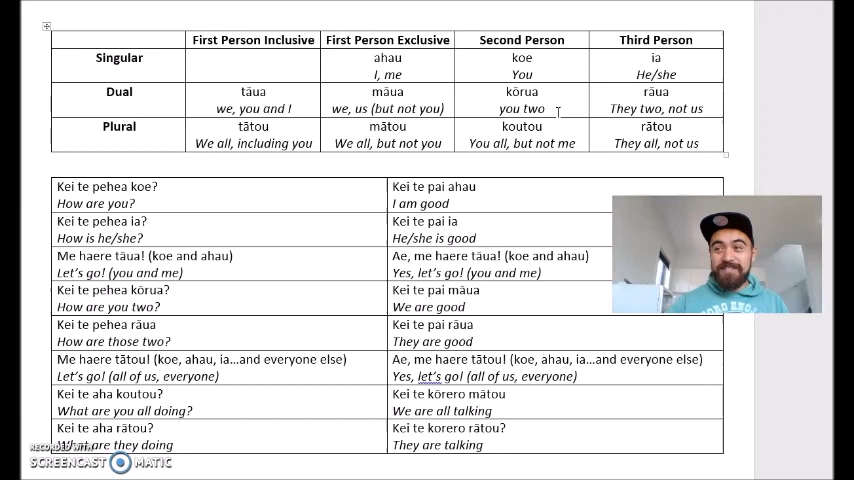 First Person Inclusive First Person Exclusive Second Person Third Person
Singular ahau koe ia
I, me You He/she
Dual tāua māua kōrua rāua
we, you and I we, us (but not you) you two They two, not us
Plural tātou mātou koutou rātou
We all, including you We all, but not you You all, but not me They all, not us
Kei te pehea koe? Kei te pai ahau
How are you? I am good
Kei te pehea ia? Kei te pai ia
How is he/she? He/she is good
Me haere tāua! (koe and ahau) Ae, me haere tāua! (koe and ahau)
Let's go! (you and me) Yes, let's go! (you and me)
Kei te pehea kōrua? Kei te pai māua
How are you two? We are good
Kei te pehea rāua Kei te pai rāua
How are those two? They are good
Me haere tātou! (koe, ahau, ia...and everyone else) Ae, me haere tātou! (koe, ahau, ia...and everyone else)
Let's go! (all of us, everyone) Yes, let's go! (all of us, everyone)
Kei te aha koutou? Kei te kōrero mātou
What are you all doing? We are all talking
Kei te aha rātou? Kei te korero rātou?
What are they doing They are talking
RECORDED WITH
SCREENCAST MATIC